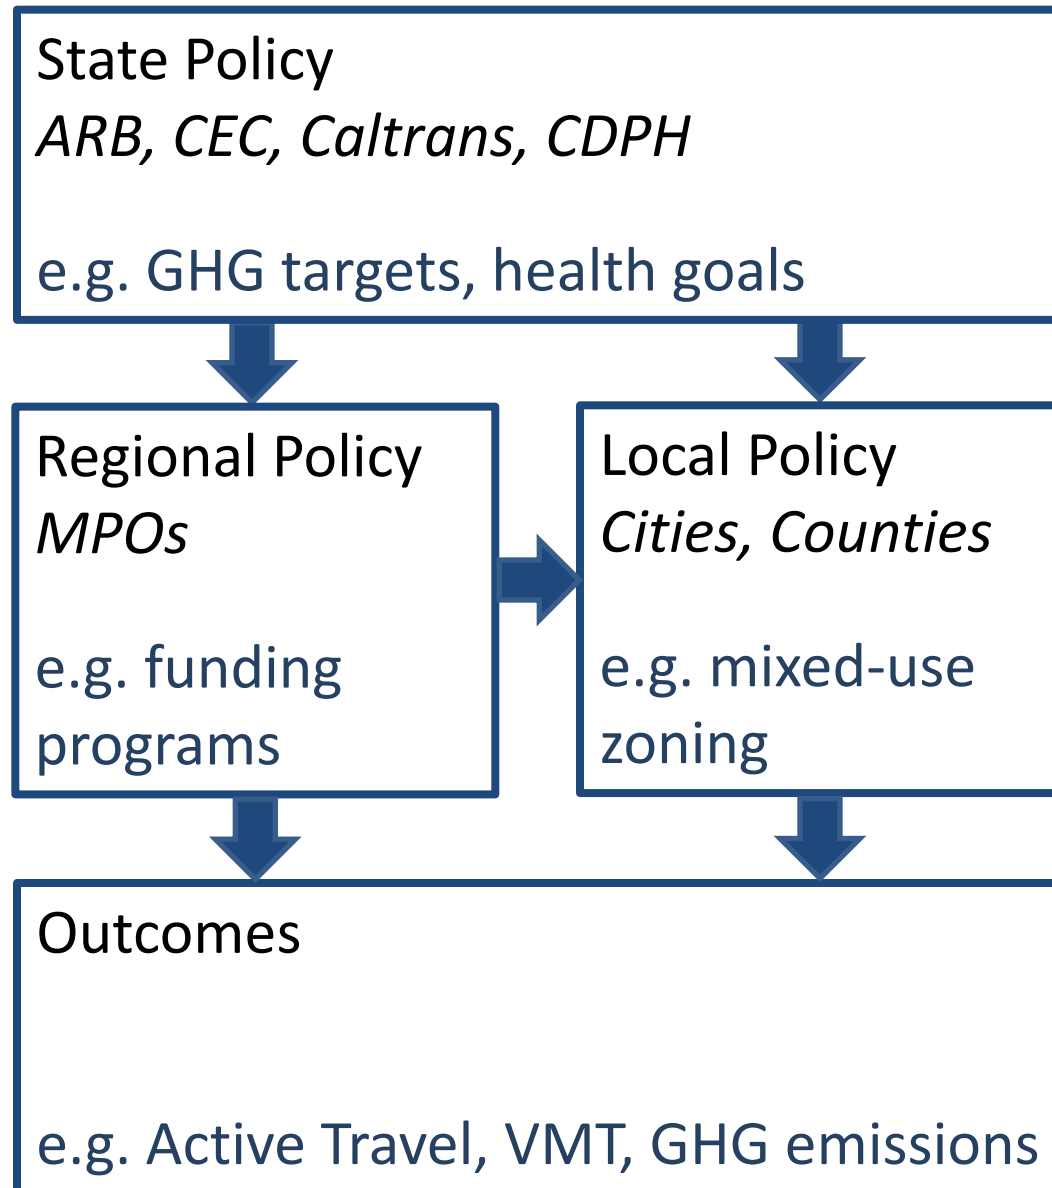 State Policy
ARB, CEC, Caltrans, CDPH
e.g. GHG targets, health goals
Regional Policy
MPOs
e.g. funding
programs
Local Policy
Cities, Counties
e.g. mixed-use
zoning
Outcomes
e.g. Active Travel, VMT, GHG emissions